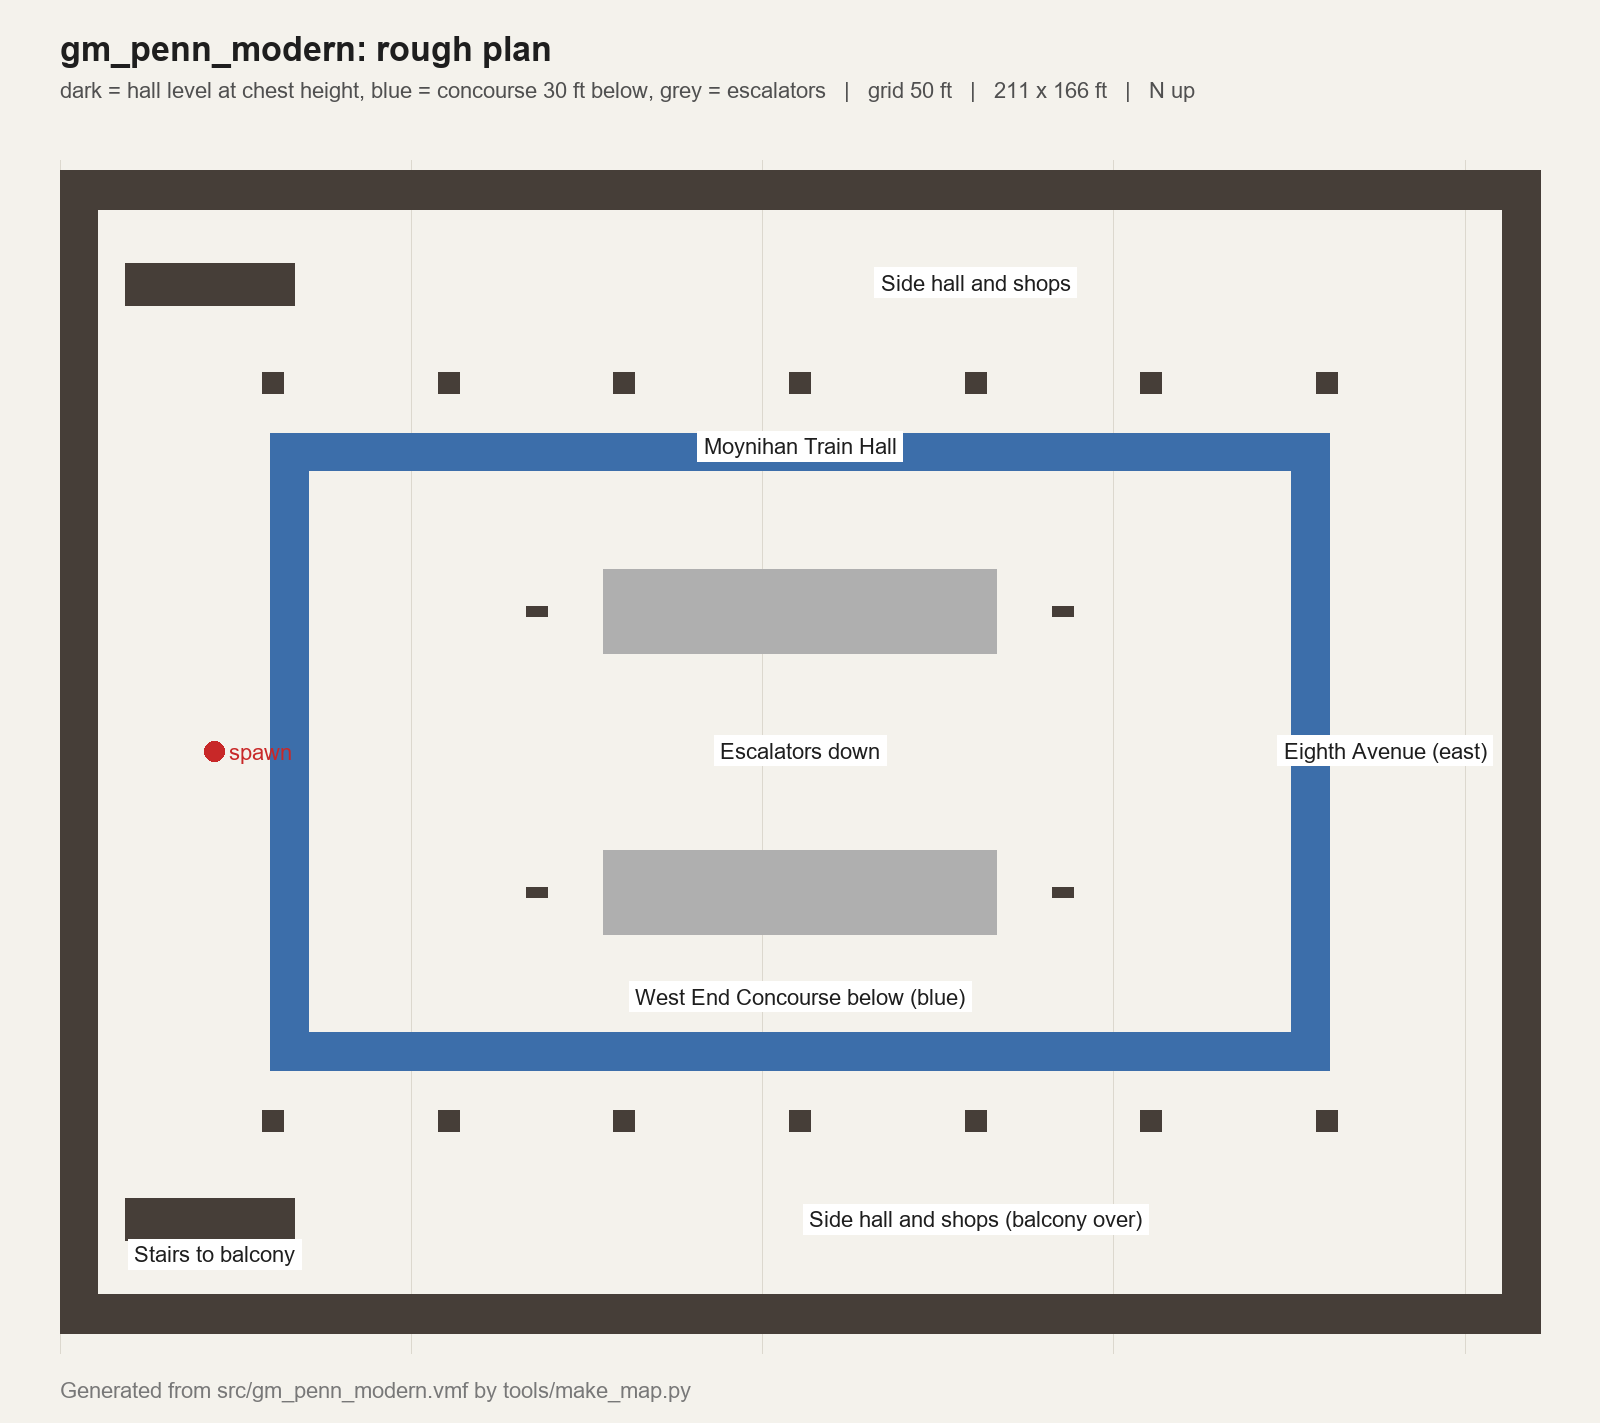 gm_penn_modern: rough plan
dark = hall level at chest height, blue = concourse 30 ft below, grey = escalators | grid 50 ft | 211 x 166 ft | N up
Side hall and shops
Moynihan Train Hall
spawn
Escalators down
Eighth Avenue (east)
West End Concourse below (blue)
Side hall and shops (balcony over)
Stairs to balcony
Generated from src/gm_penn_modern.vmf by tools/make_map.py